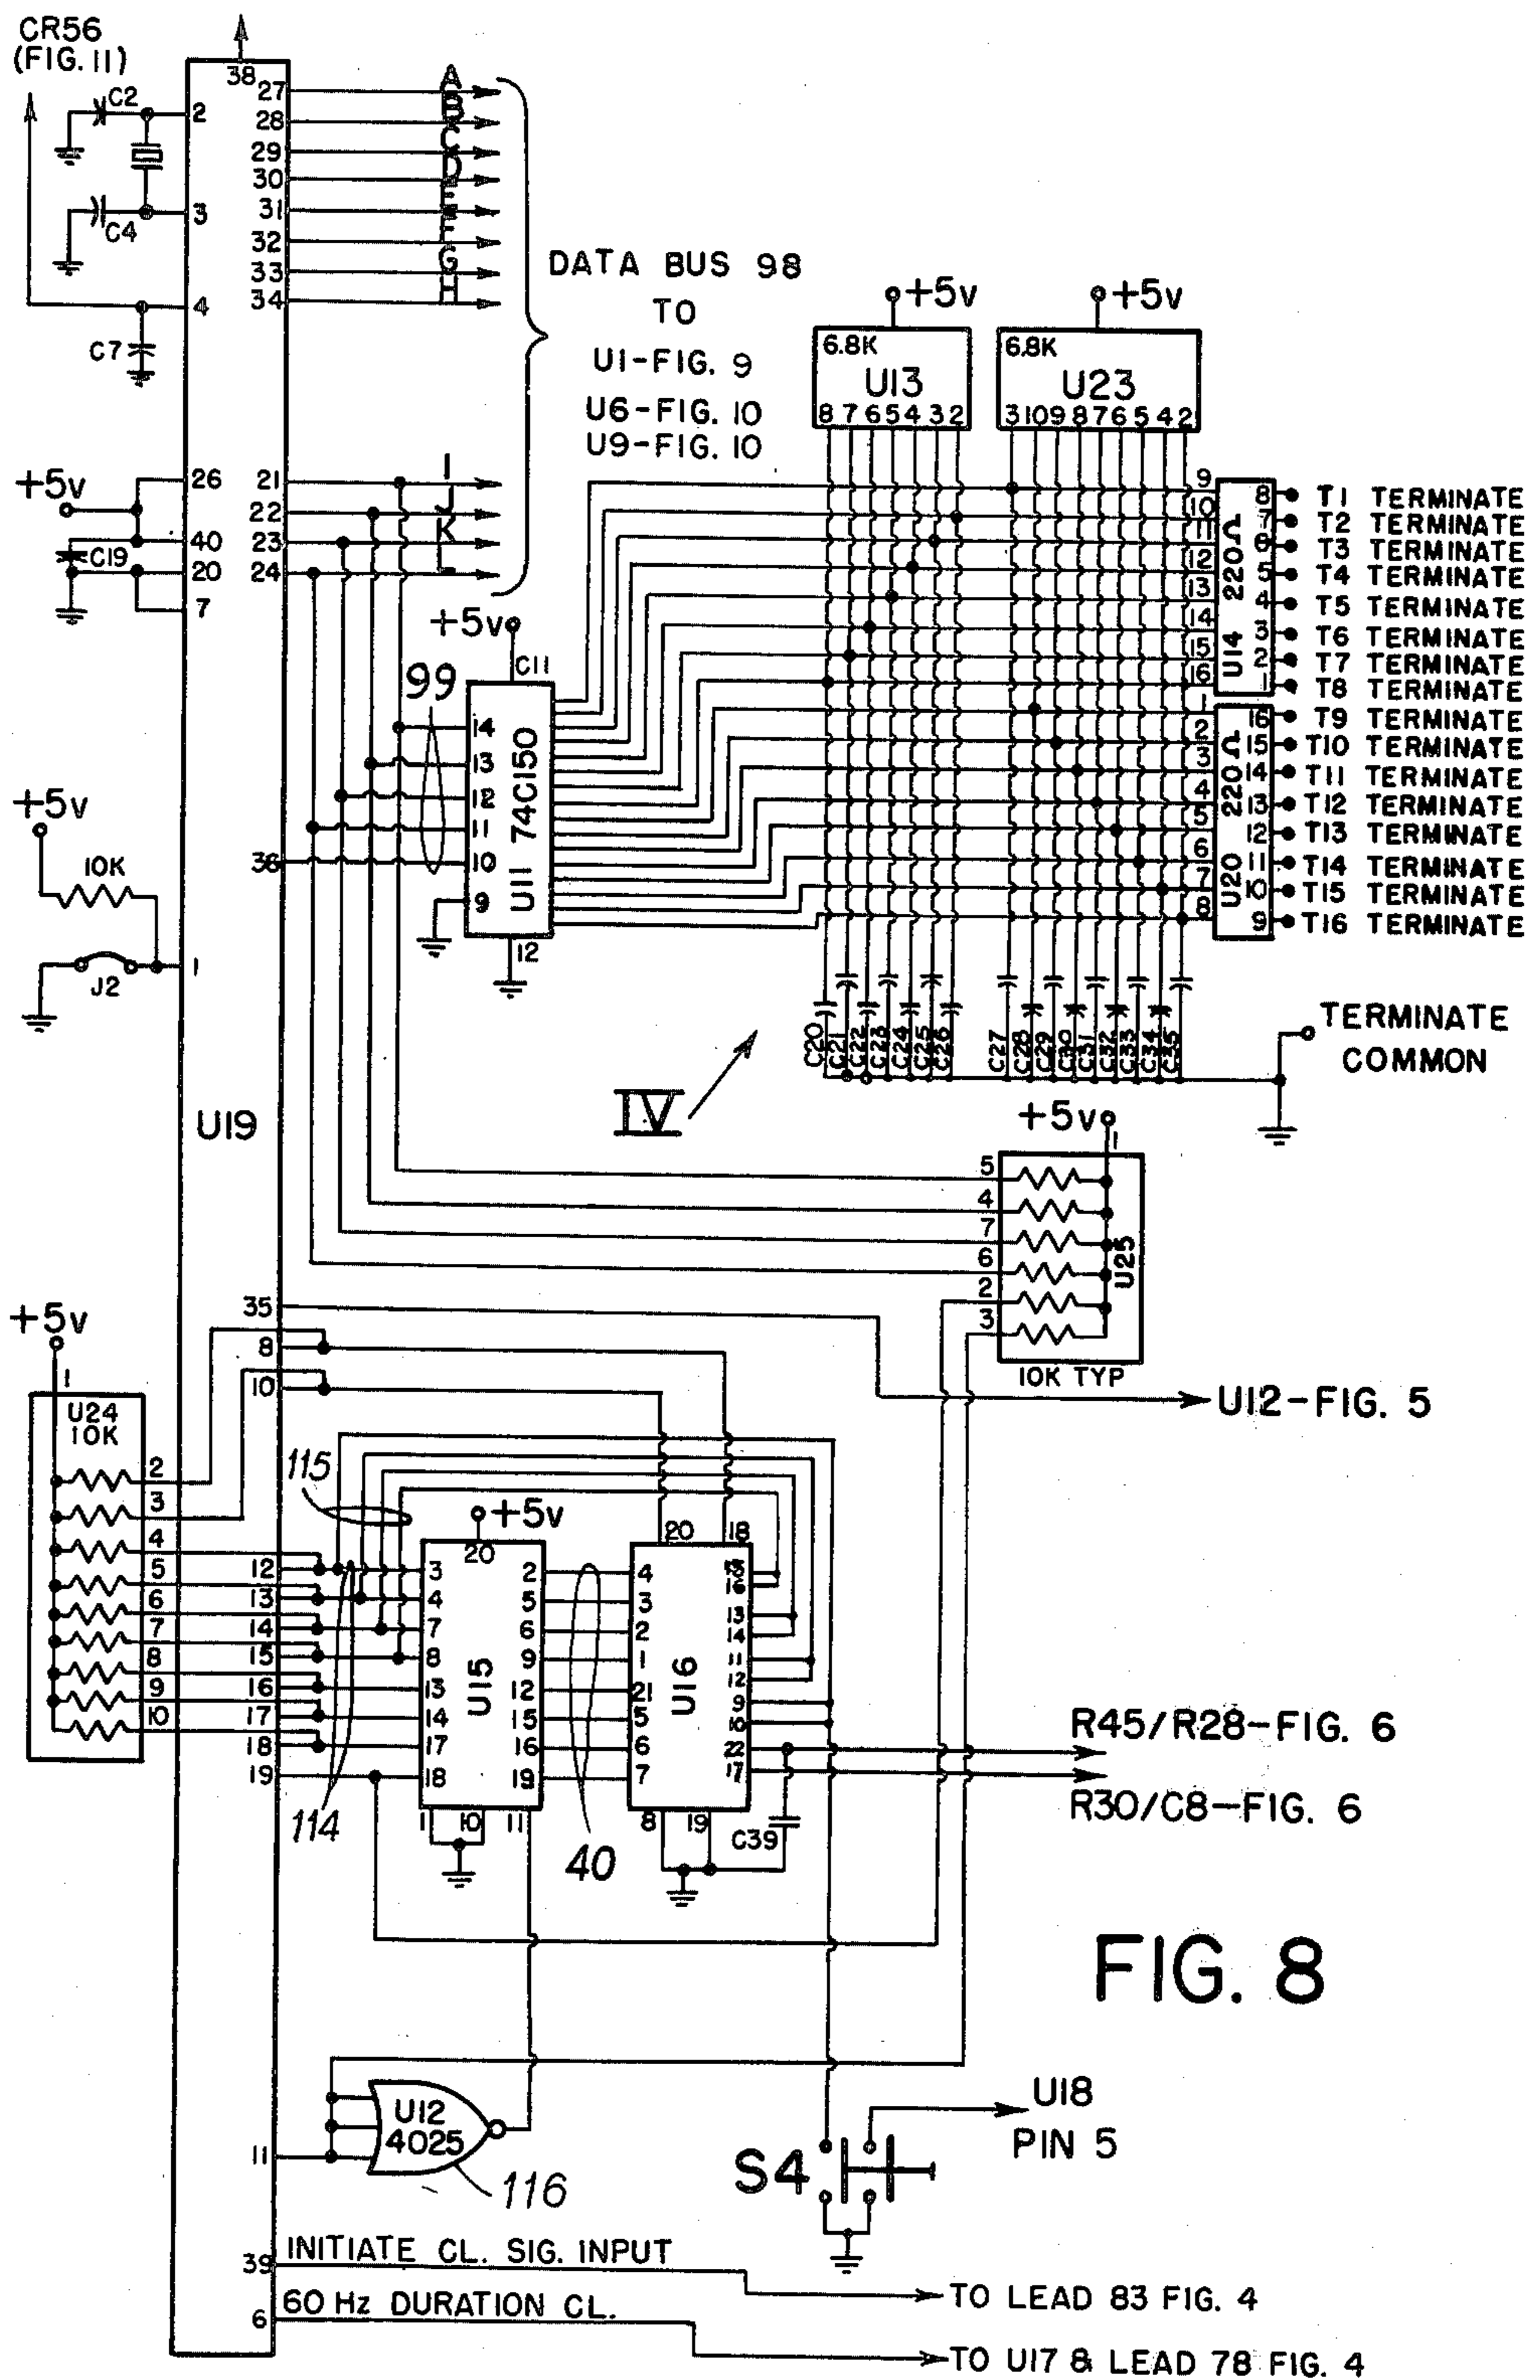 CR56
(FIG. 11)
38
C2
2
3
C4
4
C7
27 A
28 B
29 C
30 D
31 E
32 F
33 G
34 H
DATA BUS 98
TO
U1-FIG. 9
U6-FIG. 10
U9-FIG. 10
+5v
+5v
6.8K
U13
8 7 6 5 4 3 2
6.8K
U23
3 10 9 8 7 6 5 4 2
+5v
26
40
C19
20
7
21 I
22 J
23 K
24 L
9
10
11
12
13
14
15
16
220Ω
U14
8 T1 TERMINATE
7 T2 TERMINATE
6 T3 TERMINATE
5 T4 TERMINATE
4 T5 TERMINATE
3 T6 TERMINATE
2 T7 TERMINATE
1 T8 TERMINATE
1
2
3
4
5
6
7
8
220Ω
U20
16 T9 TERMINATE
15 T10 TERMINATE
14 T11 TERMINATE
13 T12 TERMINATE
12 T13 TERMINATE
11 T14 TERMINATE
10 T15 TERMINATE
9 T16 TERMINATE
+5v
C11
99
14
13
12
11
10
9
U11 74C150
12
36
+5v
10K
J2
1
C20 C21 C22 C23 C24 C25 C26
C27 C28 C29 C30 C31 C32 C33 C34 C35
TERMINATE
COMMON
IV
U19
+5v
1
5
4
7
6
2
3
U25
10K TYP
35
8
10
U12-FIG. 5
+5v
1
U24
10K
2
3
4
5
6
7
8
9
10
115
12
13
14
15
16
17
18
19
114
+5v
20
3 2
4 5
7 6
8 9
13 12
14 15
17 16
18 19
U15
1 10 11
40
20 18
4 15
16
3 13
2 14
1 11
12
21 9
5 10
6 22
7 17
U16
8 19
C39
R45/R28-FIG. 6
R30/C8-FIG. 6
FIG. 8
U12
4025
11
116
S4
U18
PIN 5
39 INITIATE CL. SIG. INPUT
TO LEAD 83 FIG. 4
6 60 Hz DURATION CL.
TO U17 & LEAD 78 FIG. 4